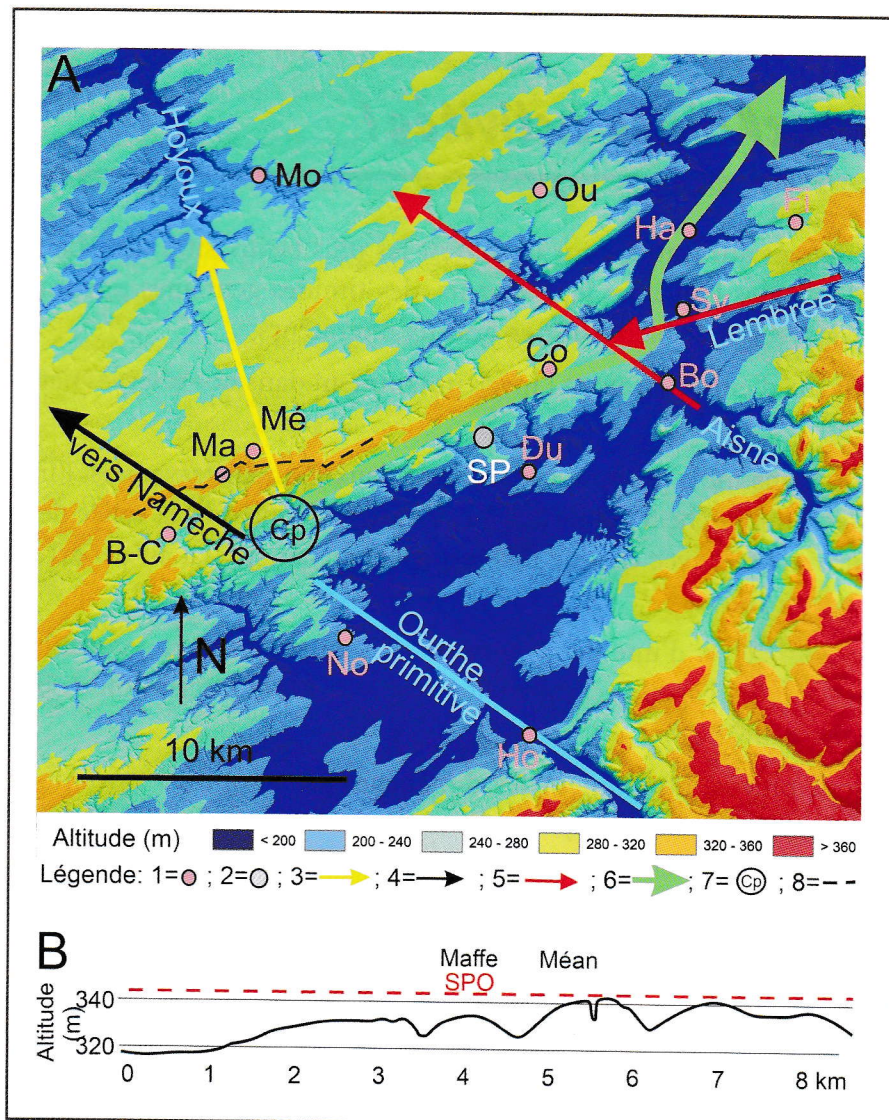 A
Hoyoux
Mo
Ou
Ha
Fi
Sy
Lembrée
Co
Bo
Aisne
Mé
Ma
SP
Du
vers Namêche
Cp
B-C
N
No
Ourthe
primitive
Ho
10 km
Altitude (m) < 200 200 - 240 240 - 280 280 - 320 320 - 360 > 360
Légende: 1= ; 2= ; 3= ; 4= ; 5= ; 6= ; 7= Cp ; 8=
B
Maffe Méan
SPO
Altitude
(m)
340
320
0 1 2 3 4 5 6 7 8 km